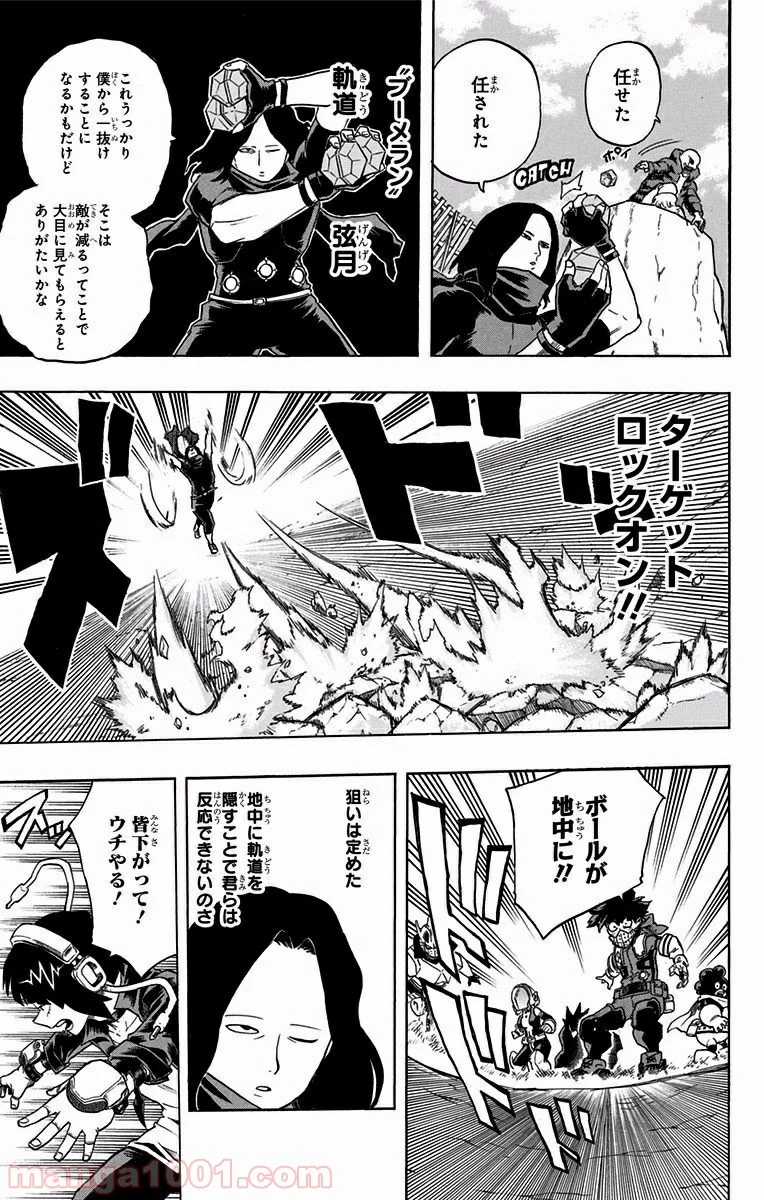 任せた
任された
ポイ
CATCH
"ブーメラン"
軌道
弦月
これうっかり
僕から一抜け
することに
なるかもだけど
そこは
敵が減るってことで
大目に見てもらえると
ありがたいかな
ターゲット
ロックオン!!
ドドド
ボールが
地中に!!
ゴゴゴ
狙いは定めた
地中に軌道を
隠すことで君らは
反応できないのさ
皆下がって!
ウチやる!
manga1001.com